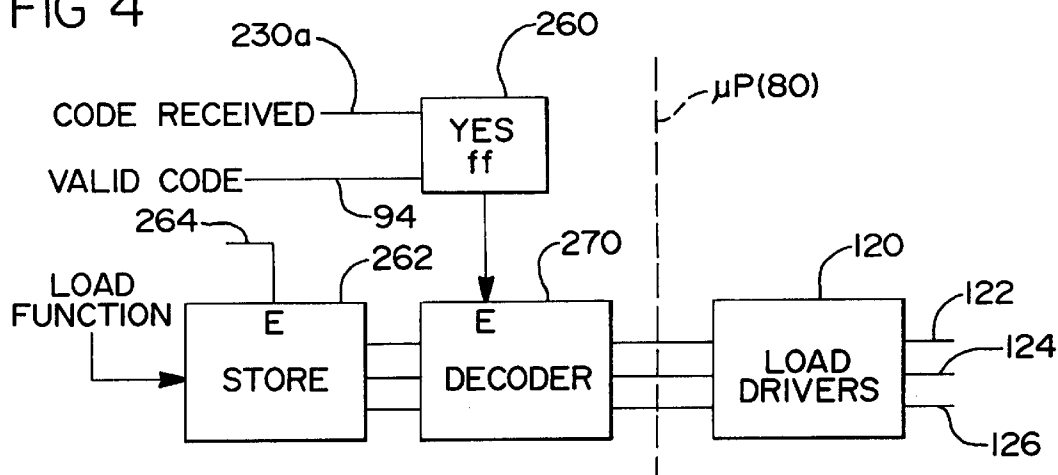 FIG 4
230a
260
CODE RECEIVED
YES
ff
µP(80)
VALID CODE
94
264
262
270
120
LOAD
FUNCTION
E
STORE
E
DECODER
LOAD
DRIVERS
122
124
126